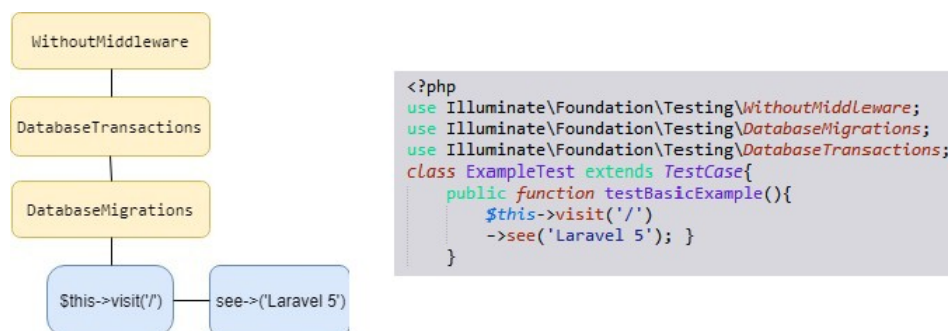 WithoutMiddleware
DatabaseTransactions
DatabaseMigrations
$this->visit('/')
see->('Laravel 5')
<?php
use Illuminate\Foundation\Testing\WithoutMiddleware;
use Illuminate\Foundation\Testing\DatabaseMigrations;
use Illuminate\Foundation\Testing\DatabaseTransactions;
class ExampleTest extends TestCase{
public function testBasicExample(){
$this->visit('/')
->see('Laravel 5'); }
}